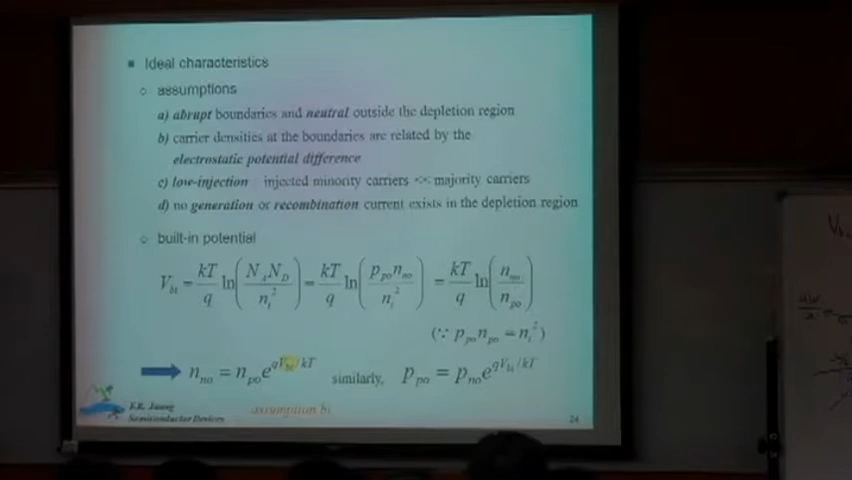 Ideal characteristics
assumptions
a) abrupt boundaries and neutral outside the depletion region
b) carrier densities at the boundaries are related by the
electrostatic potential difference
c) low-injection : injected minority carriers << majority carriers
d) no generation or recombination current exists in the depletion region
built-in potential
V_bi = kT/q ln(N_A N_D / n_i^2) = kT/q ln(p_po n_no / n_i^2) = kT/q ln(n_no / n_po)
(∵ p_po n_po = n_i^2)
n_no = n_po e^{qV_bi/kT} similarly, p_po = p_no e^{qV_bi/kT}
Semiconductor Devices
assumption b)
24